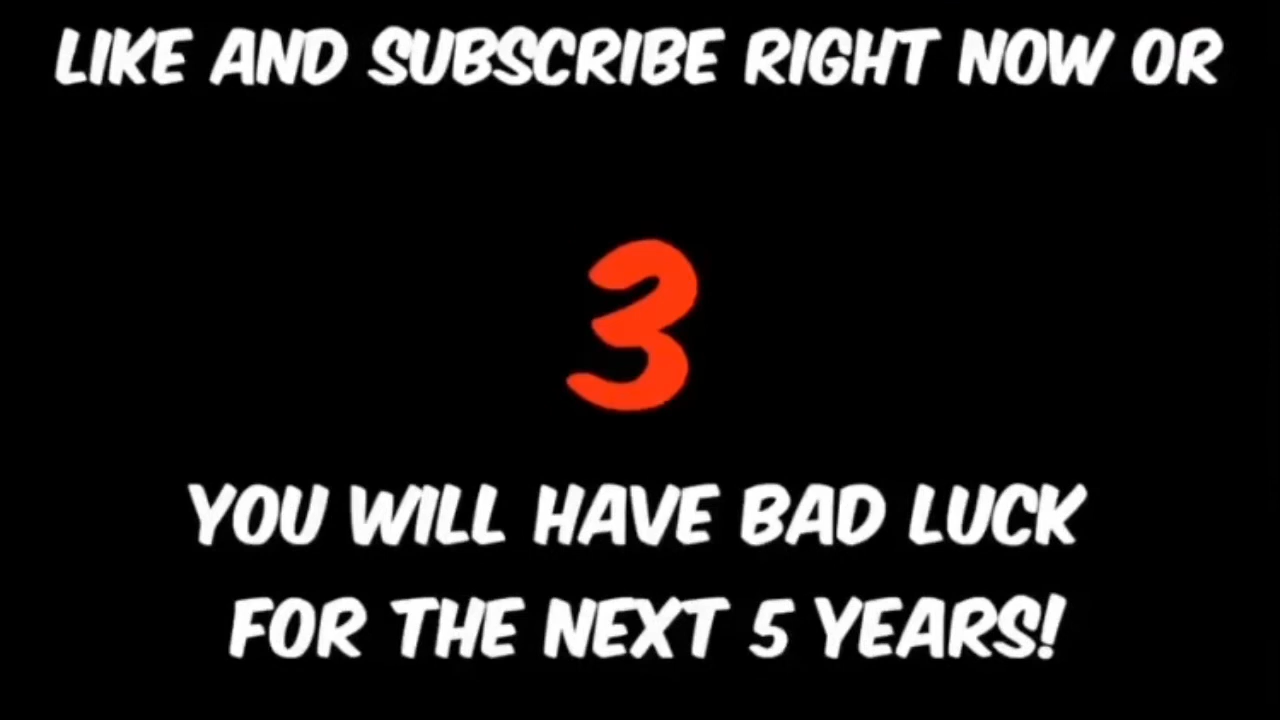 LIKE AND SUBSCRIBE RIGHT NOW OR
3
YOU WILL HAVE BAD LUCK
FOR THE NEXT 5 YEARS!